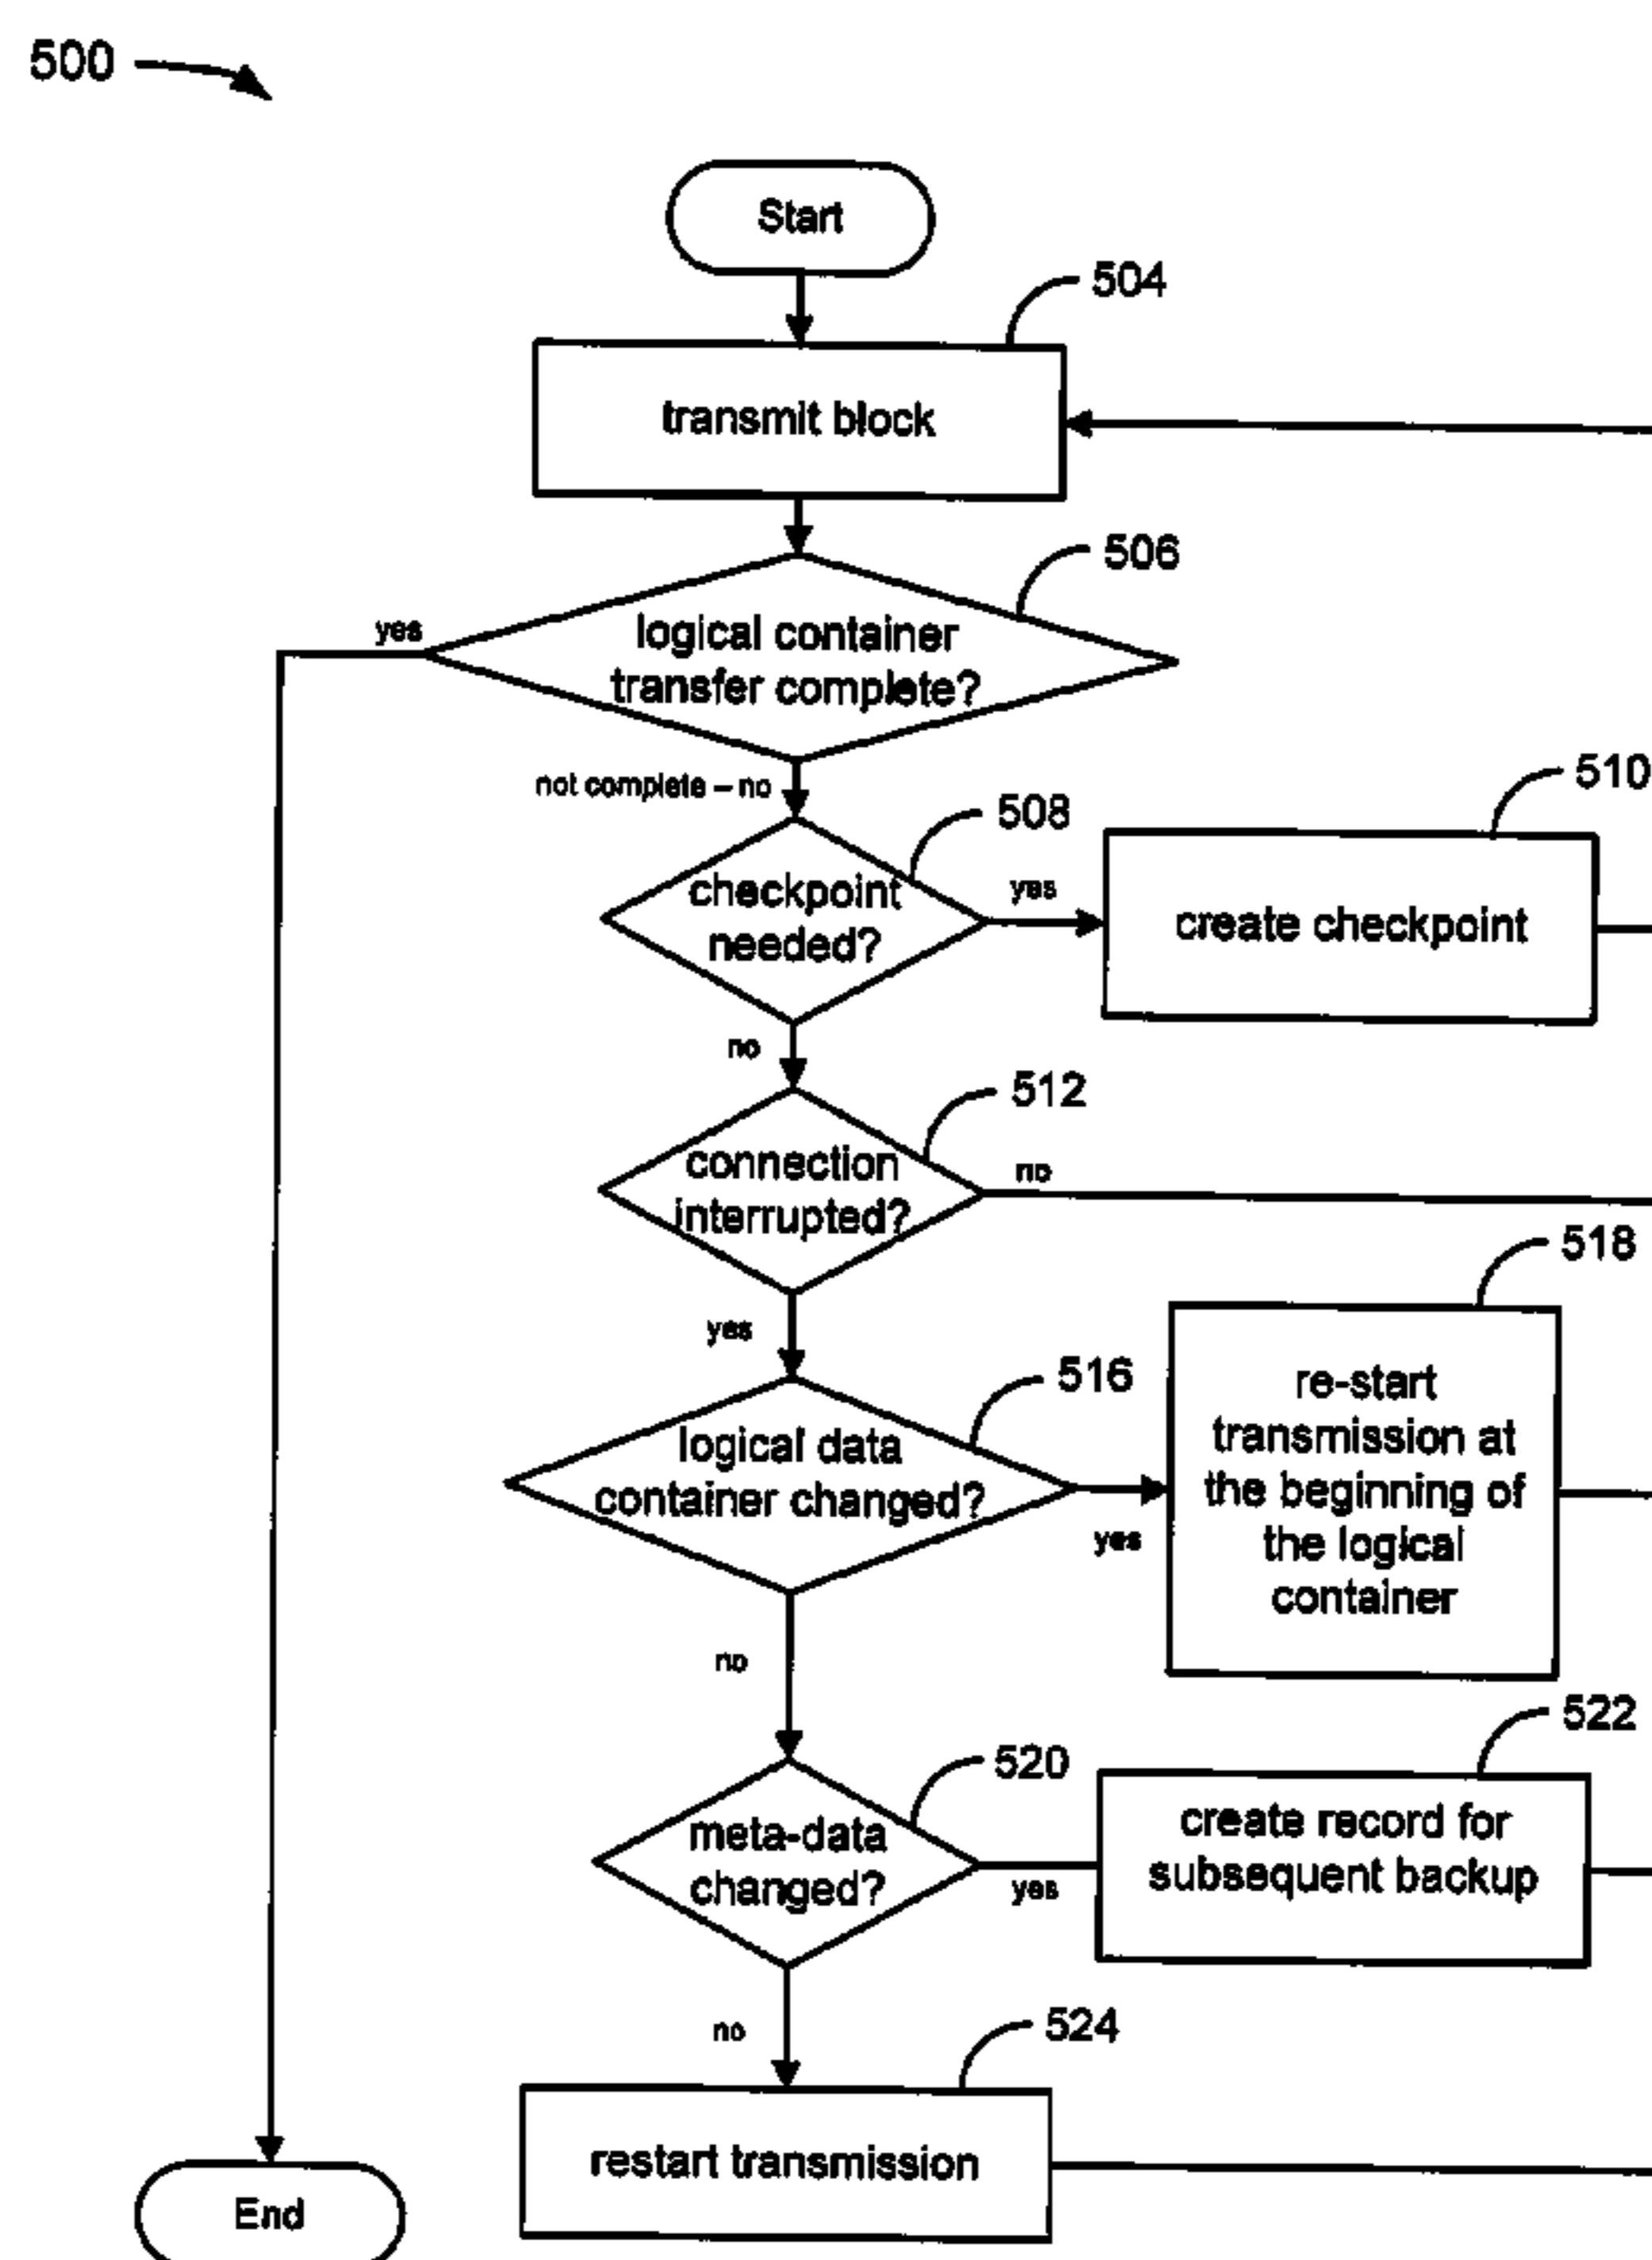 500
Start
504
transmit block
506
yes
logical container
transfer complete?
not complete – no
508
510
checkpoint
needed?
yes
create checkpoint
no
512
connection
interrupted?
no
518
yes
516
logical data
container changed?
yes
re-start
transmission at
the beginning of
the logical
container
no
520
522
meta-data
changed?
yes
create record for
subsequent backup
no
524
restart transmission
End